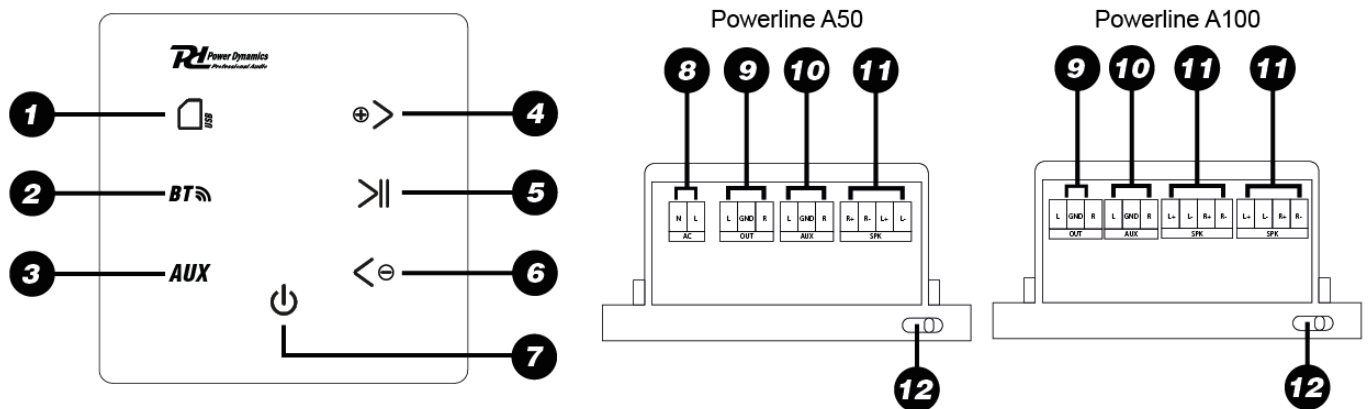 Powerline A50
Powerline A100
Power Dynamics
Professional Audio
1
USB
4
2
BT
5
3
AUX
6
7
8
9
10
11
N L
AC
L GND R
OUT
L GND R
AUX
R+ R- L+ L-
SPK
12
9
10
11
11
L GND R
OUT
L GND R
AUX
L+ L- R+ R-
SPK
L+ L- R+ R-
SPK
12